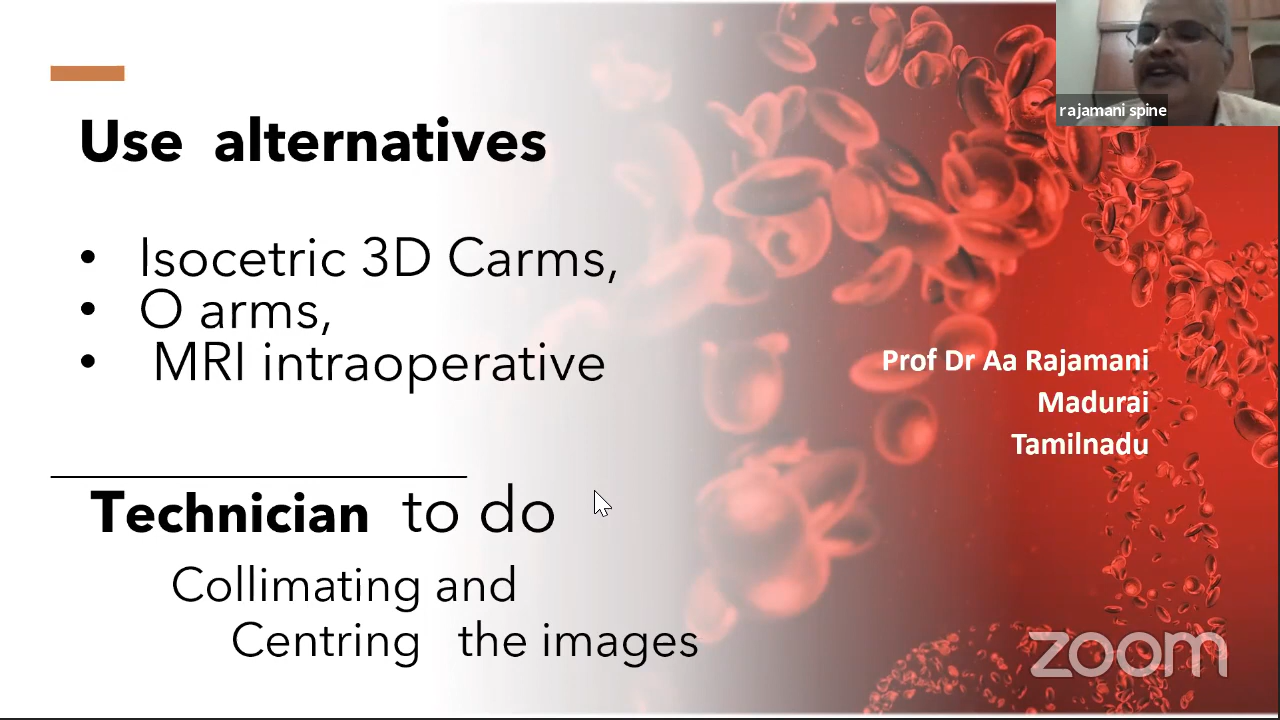 rajamani spine
Use alternatives
• Isocetric 3D Carms,
• O arms,
• MRI intraoperative
Prof Dr Aa Rajamani
Madurai
Tamilnadu
Technician to do
Collimating and
Centring the images
zoom